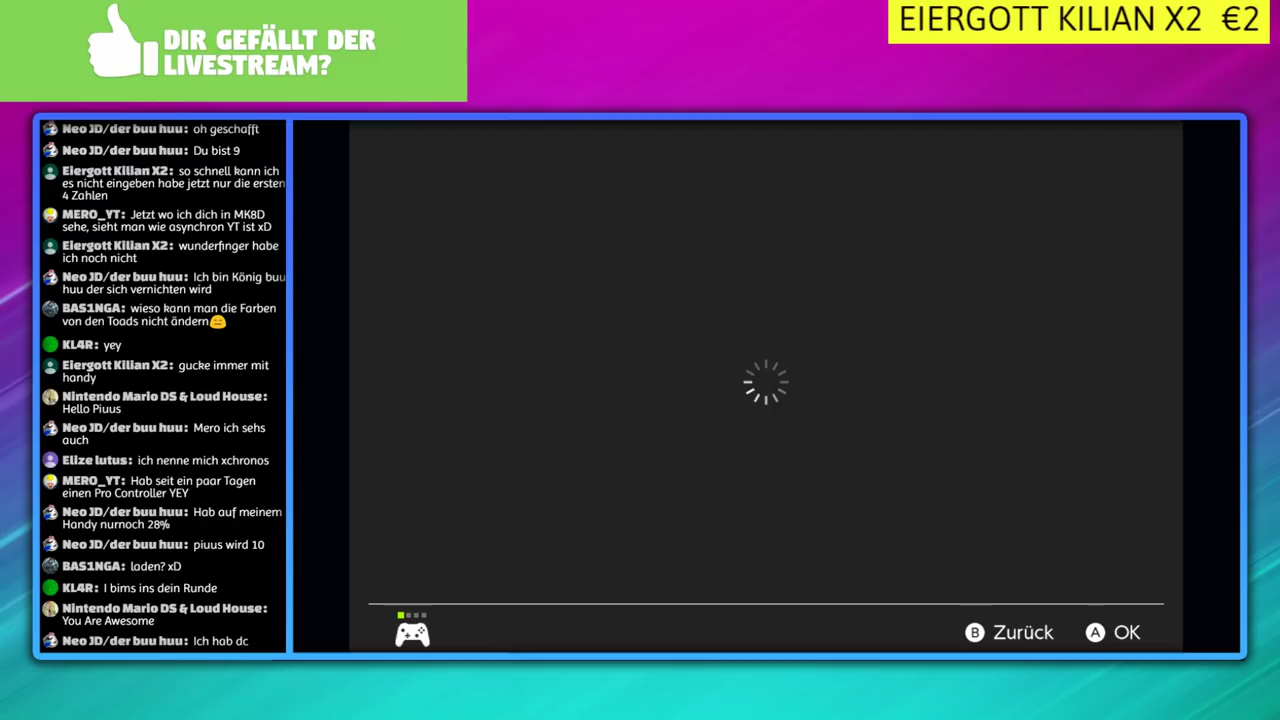 DIR GEFÄLLT DER
LIVESTREAM?
EIERGOTT KILIAN X2 €2
Neo JD/der buu huu: oh geschafft
Neo JD/der buu huu: Du bist 9
Eiergott Kilian X2: so schnell kann ich
es nicht eingeben habe jetzt nur die ersten
4 Zahlen
MERO_YT: Jetzt wo ich dich in MK8D
sehe, sieht man wie asynchron YT ist xD
Eiergott Kilian X2: wunderfinger habe
ich noch nicht
Neo JD/der buu huu: Ich bin König buu
huu der sich vernichten wird
BAS1NGA: wieso kann man die Farben
von den Toads nicht ändern😑
KL4R: yey
Eiergott Kilian X2: gucke immer mit
handy
Nintendo Mario DS & Loud House:
Hello Piuus
Neo JD/der buu huu: Mero ich sehs
auch
Elize lutus: ich nenne mich xchronos
MERO_YT: Hab seit ein paar Tagen
einen Pro Controller YEY
Neo JD/der buu huu: Hab auf meinem
Handy nurnoch 28%
Neo JD/der buu huu: piuus wird 10
BAS1NGA: laden? xD
KL4R: I bims ins dein Runde
Nintendo Mario DS & Loud House:
You Are Awesome
Neo JD/der buu huu: Ich hab dc
B Zurück A OK